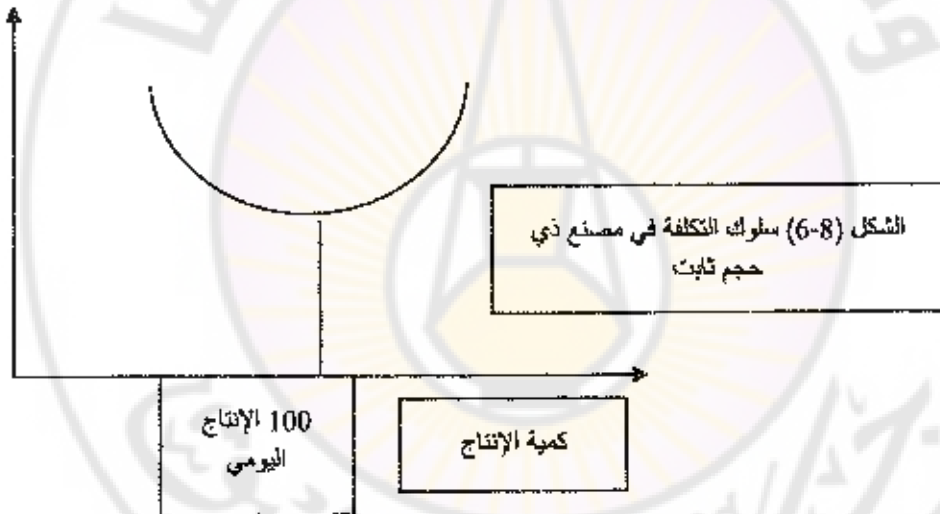 الشكل (8-6) سلوك التكلفة في مصنع ذي
حجم ثابت
100 الإنتاج
اليومي
كمية الإنتاج